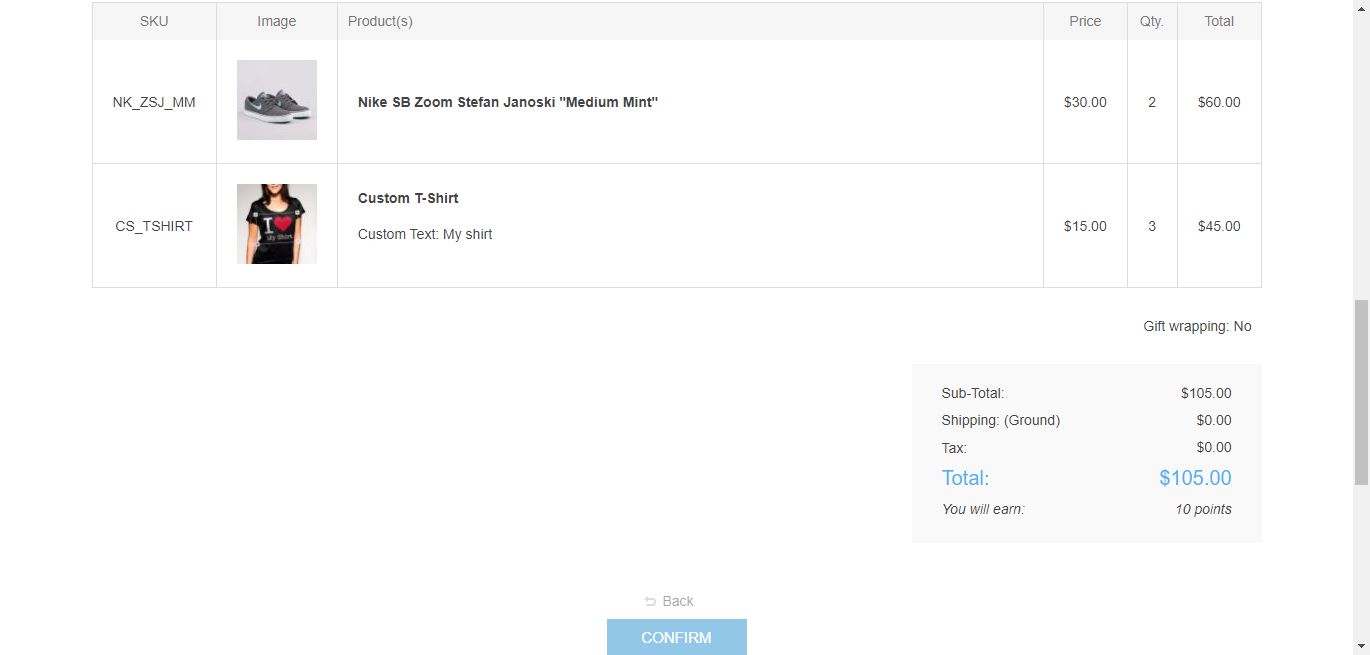 SKU Image Product(s) Price Qty. Total
NK_ZSJ_MM Nike SB Zoom Stefan Janoski "Medium Mint" $30.00 2 $60.00
I
My Shirt
Custom T-Shirt
CS_TSHIRT $15.00 3 $45.00
Custom Text: My shirt
Gift wrapping: No
Sub-Total: $105.00
Shipping: (Ground) $0.00
Tax: $0.00
Total: $105.00
You will earn: 10 points
Back
CONFIRM